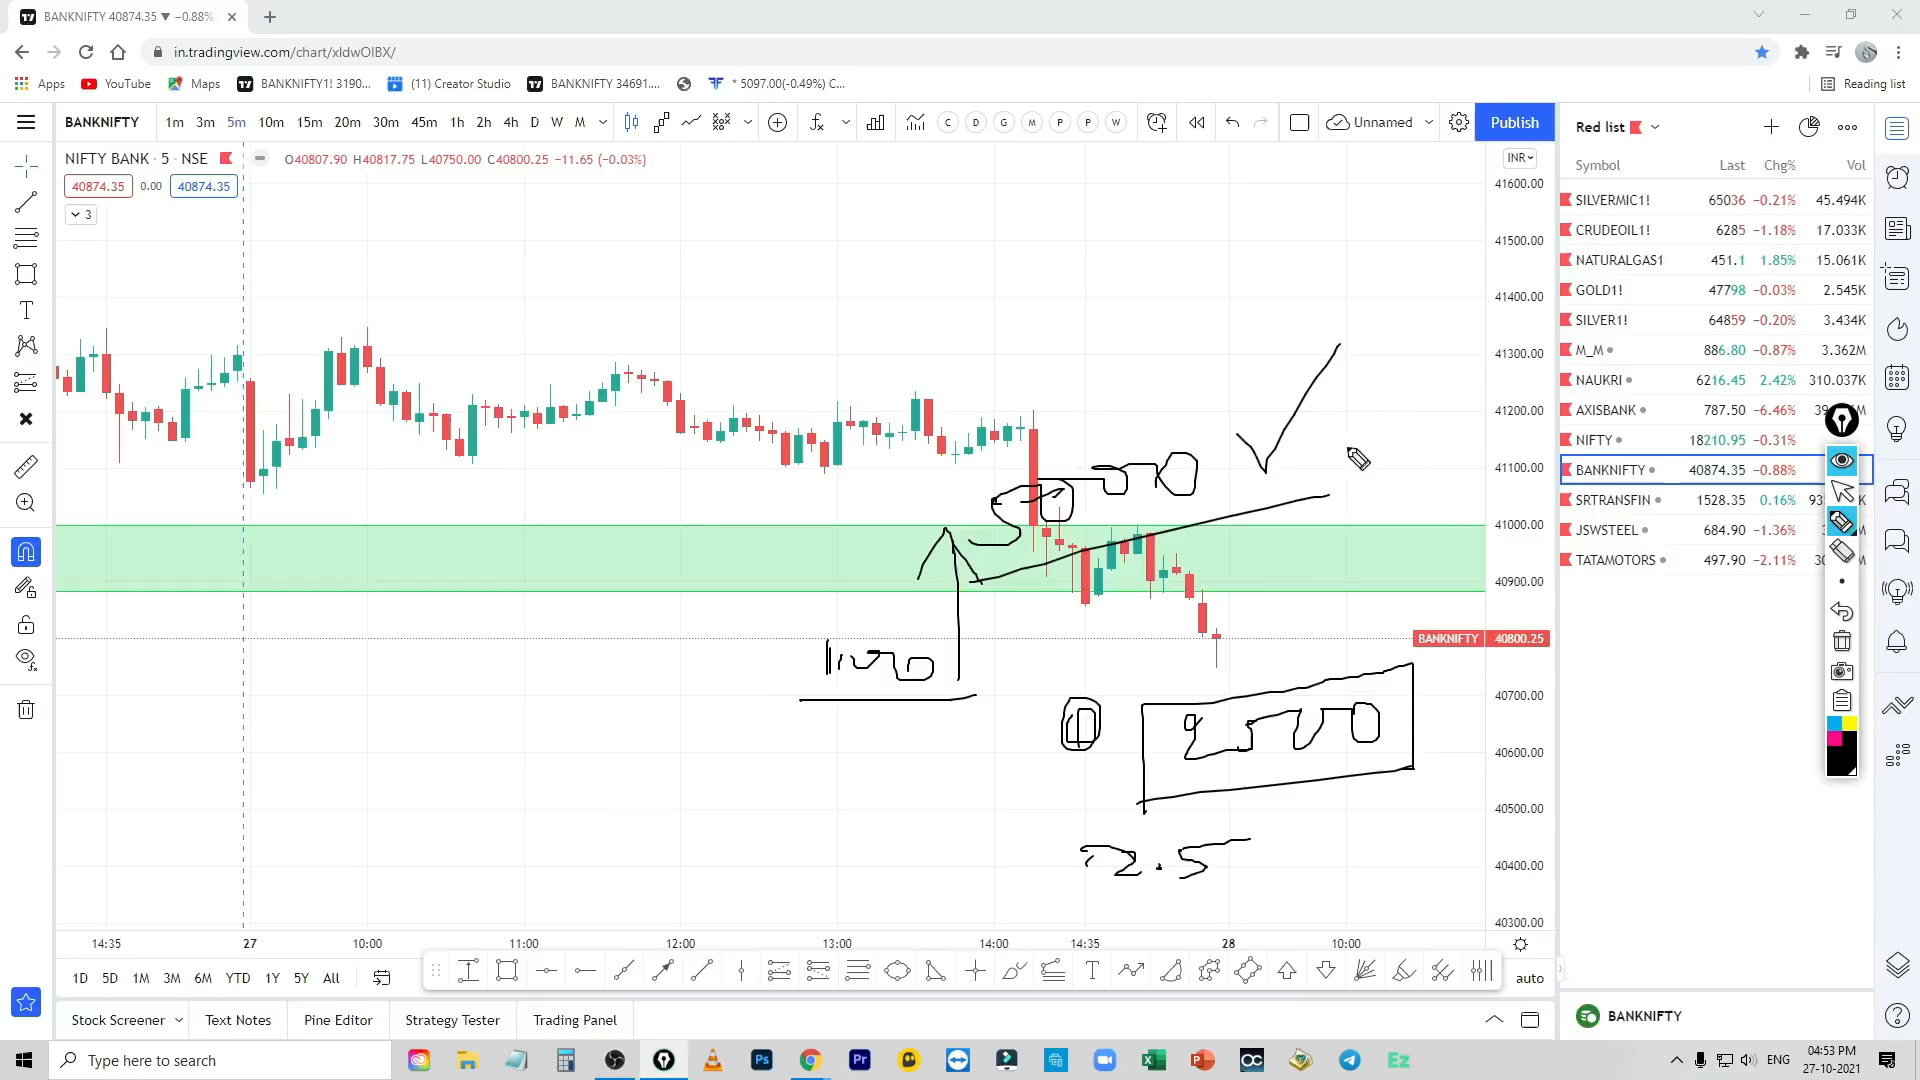 BANKNIFTY 40874.35 ▼ −0.88%
in.tradingview.com/chart/xIdwOlBX/
Apps YouTube Maps BANKNIFTY1! 3190... (11) Creator Studio BANKNIFTY 34691.... * 5097.00(-0.49%) C... Reading list
BANKNIFTY 1m 3m 5m 10m 15m 20m 30m 45m 1h 2h 4h D W M C D G M P P W Unnamed Publish
NIFTY BANK · 5 · NSE O40807.90 H40817.75 L40750.00 C40800.25 −11.65 (−0.03%)
40874.35 0.00 40874.35
3
INR
41600.00
41500.00
41400.00
41300.00
41200.00
41100.00
41000.00
40900.00
BANKNIFTY 40800.25
40700.00
40600.00
40500.00
40400.00
40300.00
2.5
14:35 27 10:00 11:00 12:00 13:00 14:00 14:35 28 10:00
1D 5D 1M 3M 6M YTD 1Y 5Y All auto
Stock Screener Text Notes Pine Editor Strategy Tester Trading Panel
Red list
Symbol Last Chg% Vol
SILVERMIC1! 65036 −0.21% 45.494K
CRUDEOIL1! 6285 −1.18% 17.033K
NATURALGAS1 451.1 1.85% 15.061K
GOLD1! 47798 −0.03% 2.545K
SILVER1! 64859 −0.20% 3.434K
M_M 886.80 −0.87% 3.362M
NAUKRI 6216.45 2.42% 310.037K
AXISBANK 787.50 −6.46%
NIFTY 18210.95 −0.31%
BANKNIFTY 40874.35 −0.88%
SRTRANSFIN 1528.35 0.16%
JSWSTEEL 684.90 −1.36%
TATAMOTORS 497.90 −2.11%
BANKNIFTY
Type here to search
ENG 04:53 PM
27-10-2021